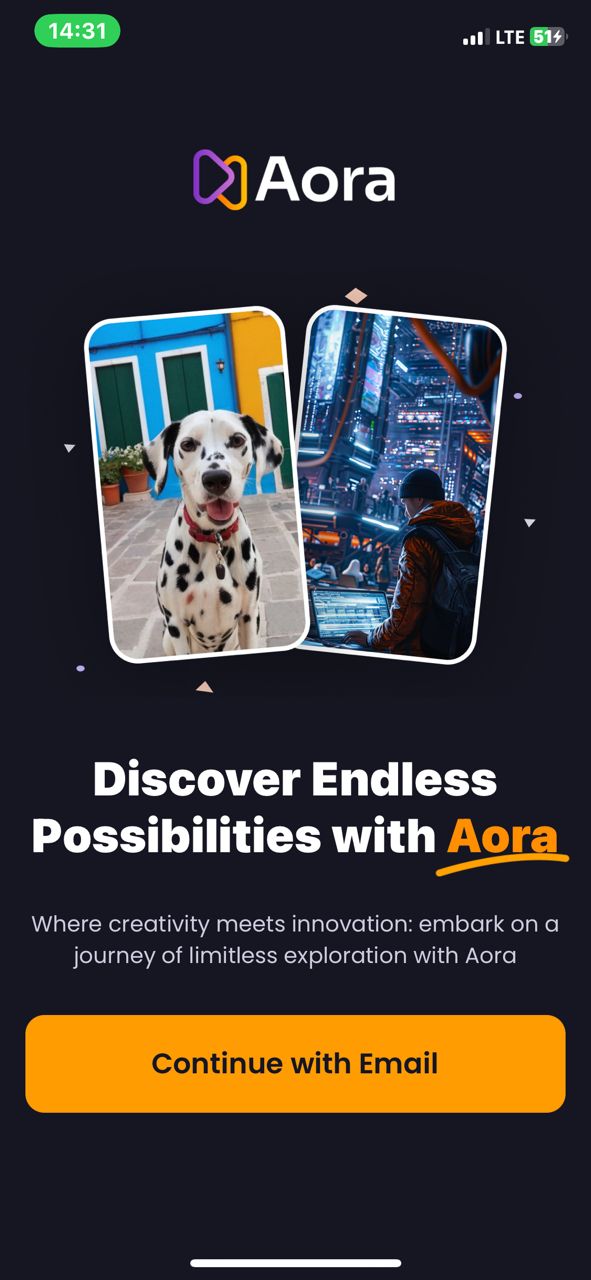 14:31
LTE 51
Aora
Discover Endless
Possibilities with Aora
Where creativity meets innovation: embark on a
journey of limitless exploration with Aora
Continue with Email